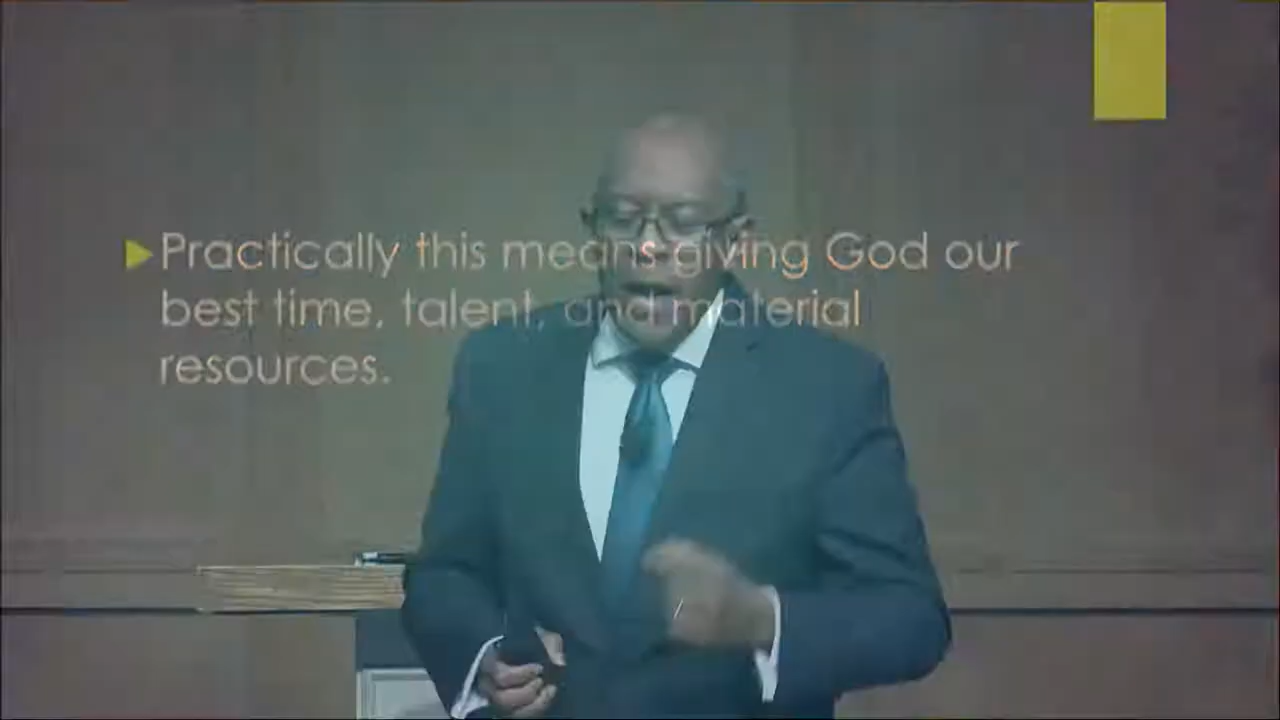 Practically this means giving God our
best time, talent, and material
resources.